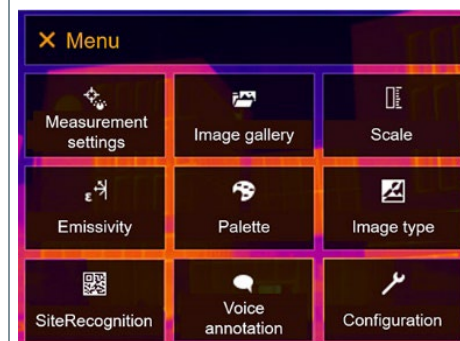 × Menu
Measurement
settings
Image gallery
Scale
ε
Emissivity
Palette
Image type
SiteRecognition
Voice
annotation
Configuration